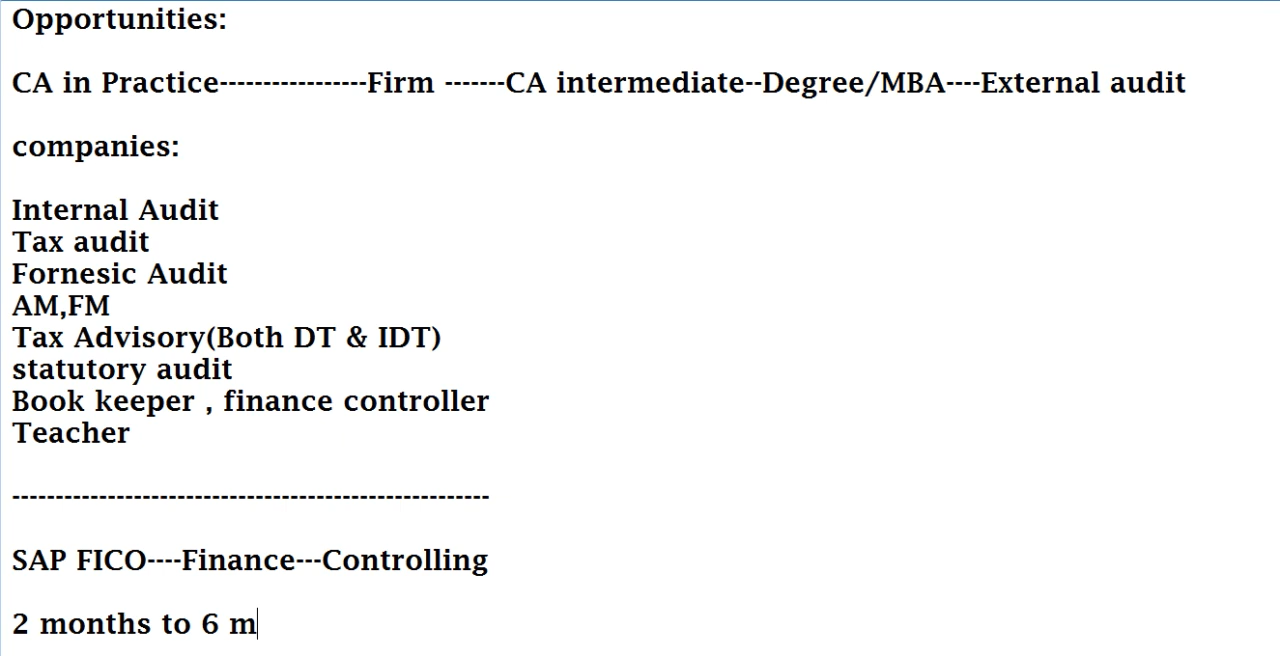 Opportunities:
CA in Practice-----------------Firm -------CA intermediate--Degree/MBA----External audit
companies:
Internal Audit
Tax audit
Fornesic Audit
AM,FM
Tax Advisory(Both DT & IDT)
statutory audit
Book keeper , finance controller
Teacher
-------------------------------------------------------
SAP FICO----Finance---Controlling
2 months to 6 m